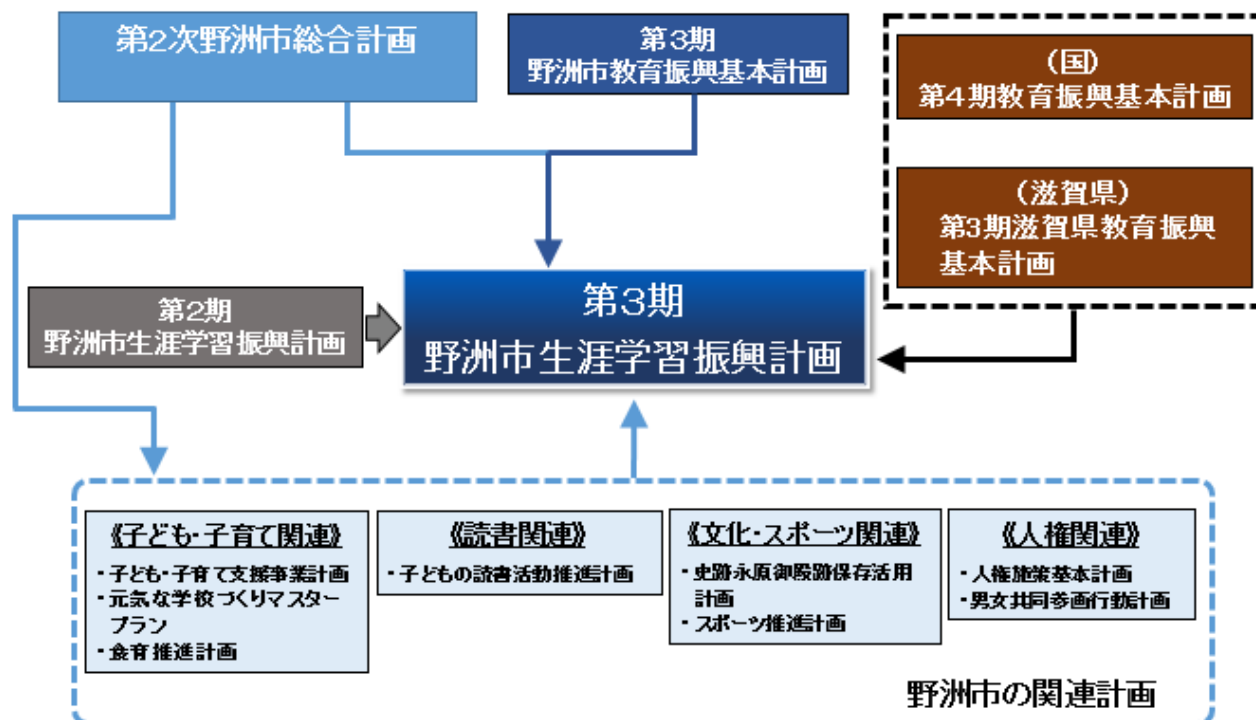 第2次野洲市総合計画
第3期
野洲市教育振興基本計画
(国)
第4期教育振興基本計画
(滋賀県)
第3期滋賀県教育振興
基本計画
第2期
野洲市生涯学習振興計画
第3期
野洲市生涯学習振興計画
《子ども・子育て関連》
・子ども・子育て支援事業計画
・元気な学校づくりマスター
プラン
・食育推進計画
《読書関連》
・子どもの読書活動推進計画
《文化・スポーツ関連》
・史跡永原御殿跡保存活用
計画
・スポーツ推進計画
《人権関連》
・人権施策基本計画
・男女共同参画行動計画
野洲市の関連計画